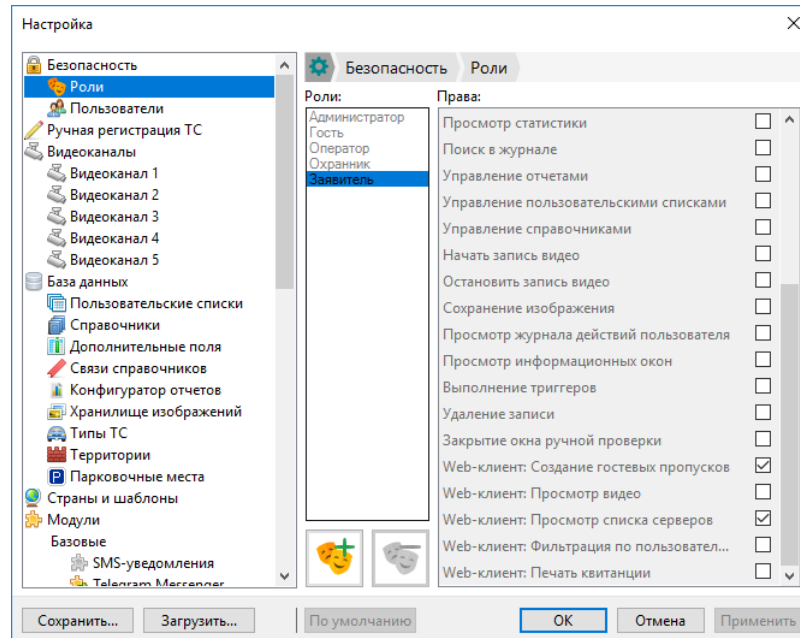 Настройка
Безопасность
Роли
Пользователи
Ручная регистрация ТС
Видеоканалы
Видеоканал 1
Видеоканал 2
Видеоканал 3
Видеоканал 4
Видеоканал 5
База данных
Пользовательские списки
Справочники
Дополнительные поля
Связи справочников
Конфигуратор отчетов
Хранилище изображений
Типы ТС
Территории
Парковочные места
Страны и шаблоны
Модули
Базовые
SMS-уведомления
Telegram Messenger
Безопасность Роли
Роли:
Администратор
Гость
Оператор
Охранник
Заявитель
Права:
Просмотр статистики
Поиск в журнале
Управление отчетами
Управление пользовательскими списками
Управление справочниками
Начать запись видео
Остановить запись видео
Сохранение изображения
Просмотр журнала действий пользователя
Просмотр информационных окон
Выполнение триггеров
Удаление записи
Закрытие окна ручной проверки
Web-клиент: Создание гостевых пропусков
Web-клиент: Просмотр видео
Web-клиент: Просмотр списка серверов
Web-клиент: Фильтрация по пользовател...
Web-клиент: Печать квитанции
Сохранить... Загрузить... По умолчанию ОК Отмена Применить